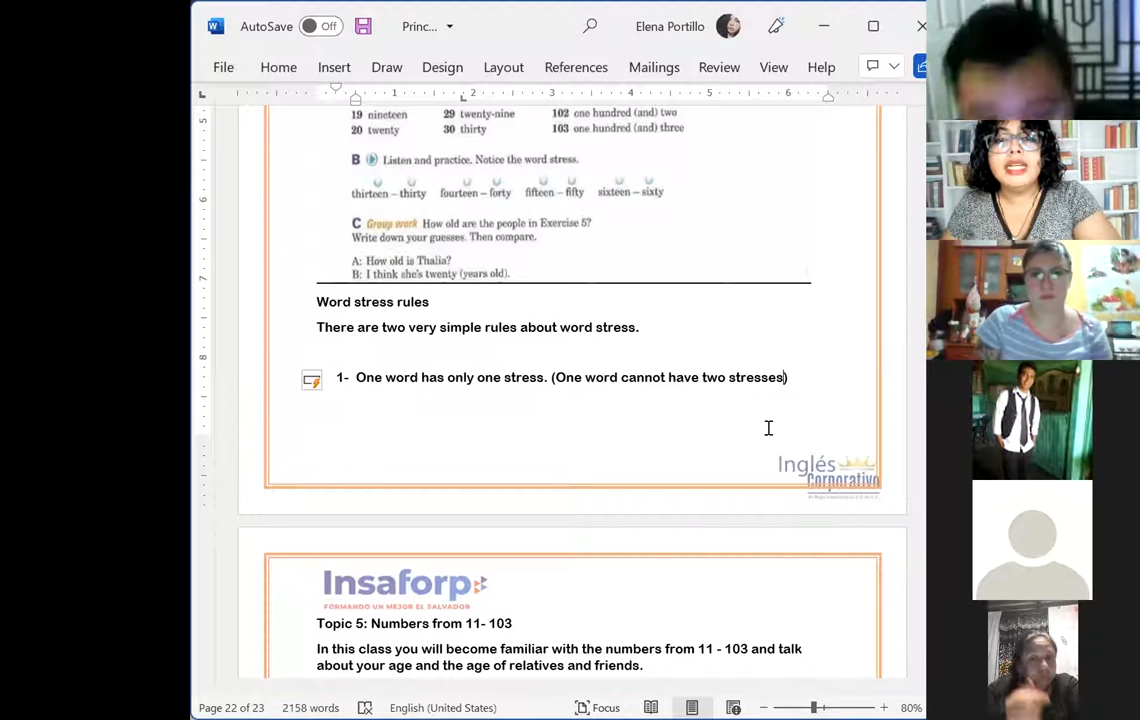 AutoSave Off Princ... Elena Portillo
File Home Insert Draw Design Layout References Mailings Review View Help
1 2 3 4 5 6
19 nineteen 29 twenty-nine 102 one hundred (and) two
20 twenty 30 thirty 103 one hundred (and) three
B Listen and practice. Notice the word stress.
thirteen – thirty fourteen – forty fifteen – fifty sixteen – sixty
C Group work How old are the people in Exercise 5?
Write down your guesses. Then compare.
A: How old is Thalia?
B: I think she's twenty (years old).
Word stress rules
There are two very simple rules about word stress.
1- One word has only one stress. (One word cannot have two stresses)
Inglés
Corporativo
Insaforp
FORMANDO UN MEJOR EL SALVADOR
Topic 5: Numbers from 11- 103
In this class you will become familiar with the numbers from 11 - 103 and talk
about your age and the age of relatives and friends.
Page 22 of 23 2158 words English (United States) Focus 80%